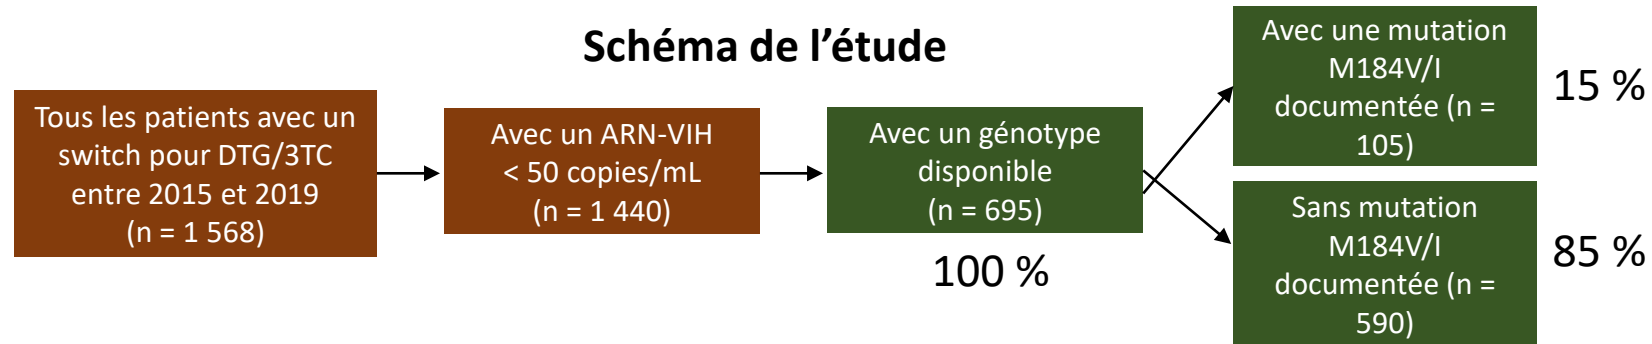 Schéma de l’étude
Tous les patients avec un
switch pour DTG/3TC
entre 2015 et 2019
(n = 1 568)
Avec un ARN-VIH
< 50 copies/mL
(n = 1 440)
Avec un génotype
disponible
(n = 695)
100 %
Avec une mutation
M184V/I
documentée (n =
105)
15 %
Sans mutation
M184V/I
documentée (n =
590)
85 %